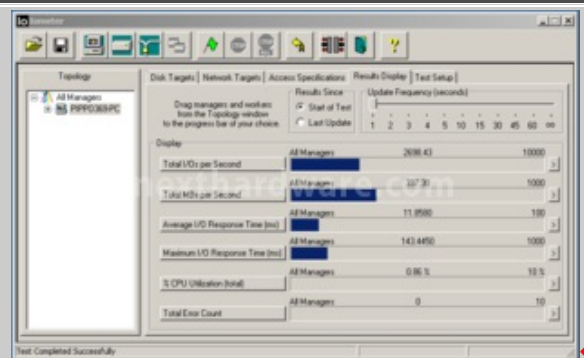 Iometer
Topology
All Managers
PIPPO369-PC
Disk Targets | Network Targets | Access Specifications | Results Display | Test Setup
Drag managers and workers
from the Topology window
to the progress bar of your choice.
Results Since
Start of Test
Last Update
Update Frequency (seconds)
1 2 3 4 5 10 15 30 45 60 oo
Display
All Managers 2698.43 10000
Total I/Os per Second
All Managers 337.30 1000
Total MBs per Second
All Managers 11.8580 100
Average I/O Response Time (ms)
All Managers 143.4450 1000
Maximum I/O Response Time (ms)
All Managers 0.86 % 10 %
% CPU Utilization (total)
All Managers 0 10
Total Error Count
nexthardware.com
Test Completed Successfully